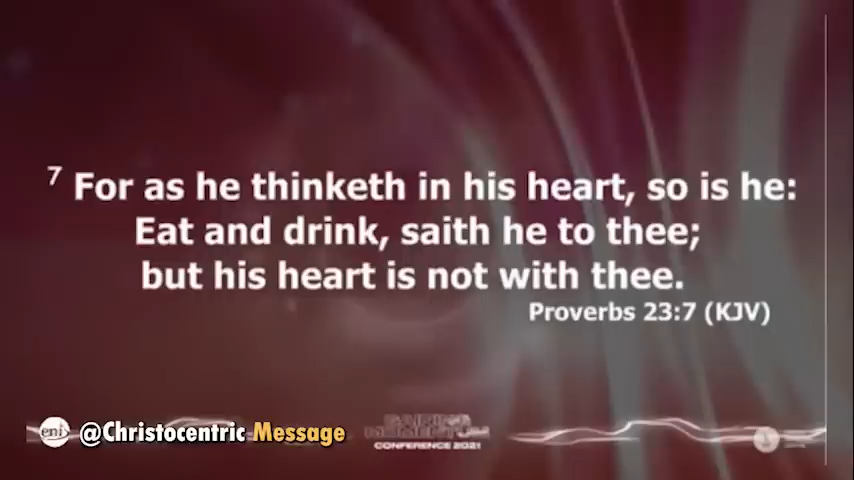 7 For as he thinketh in his heart, so is he:
Eat and drink, saith he to thee;
but his heart is not with thee.
Proverbs 23:7 (KJV)
eni @Christocentric Message
CONFERENCE 2021